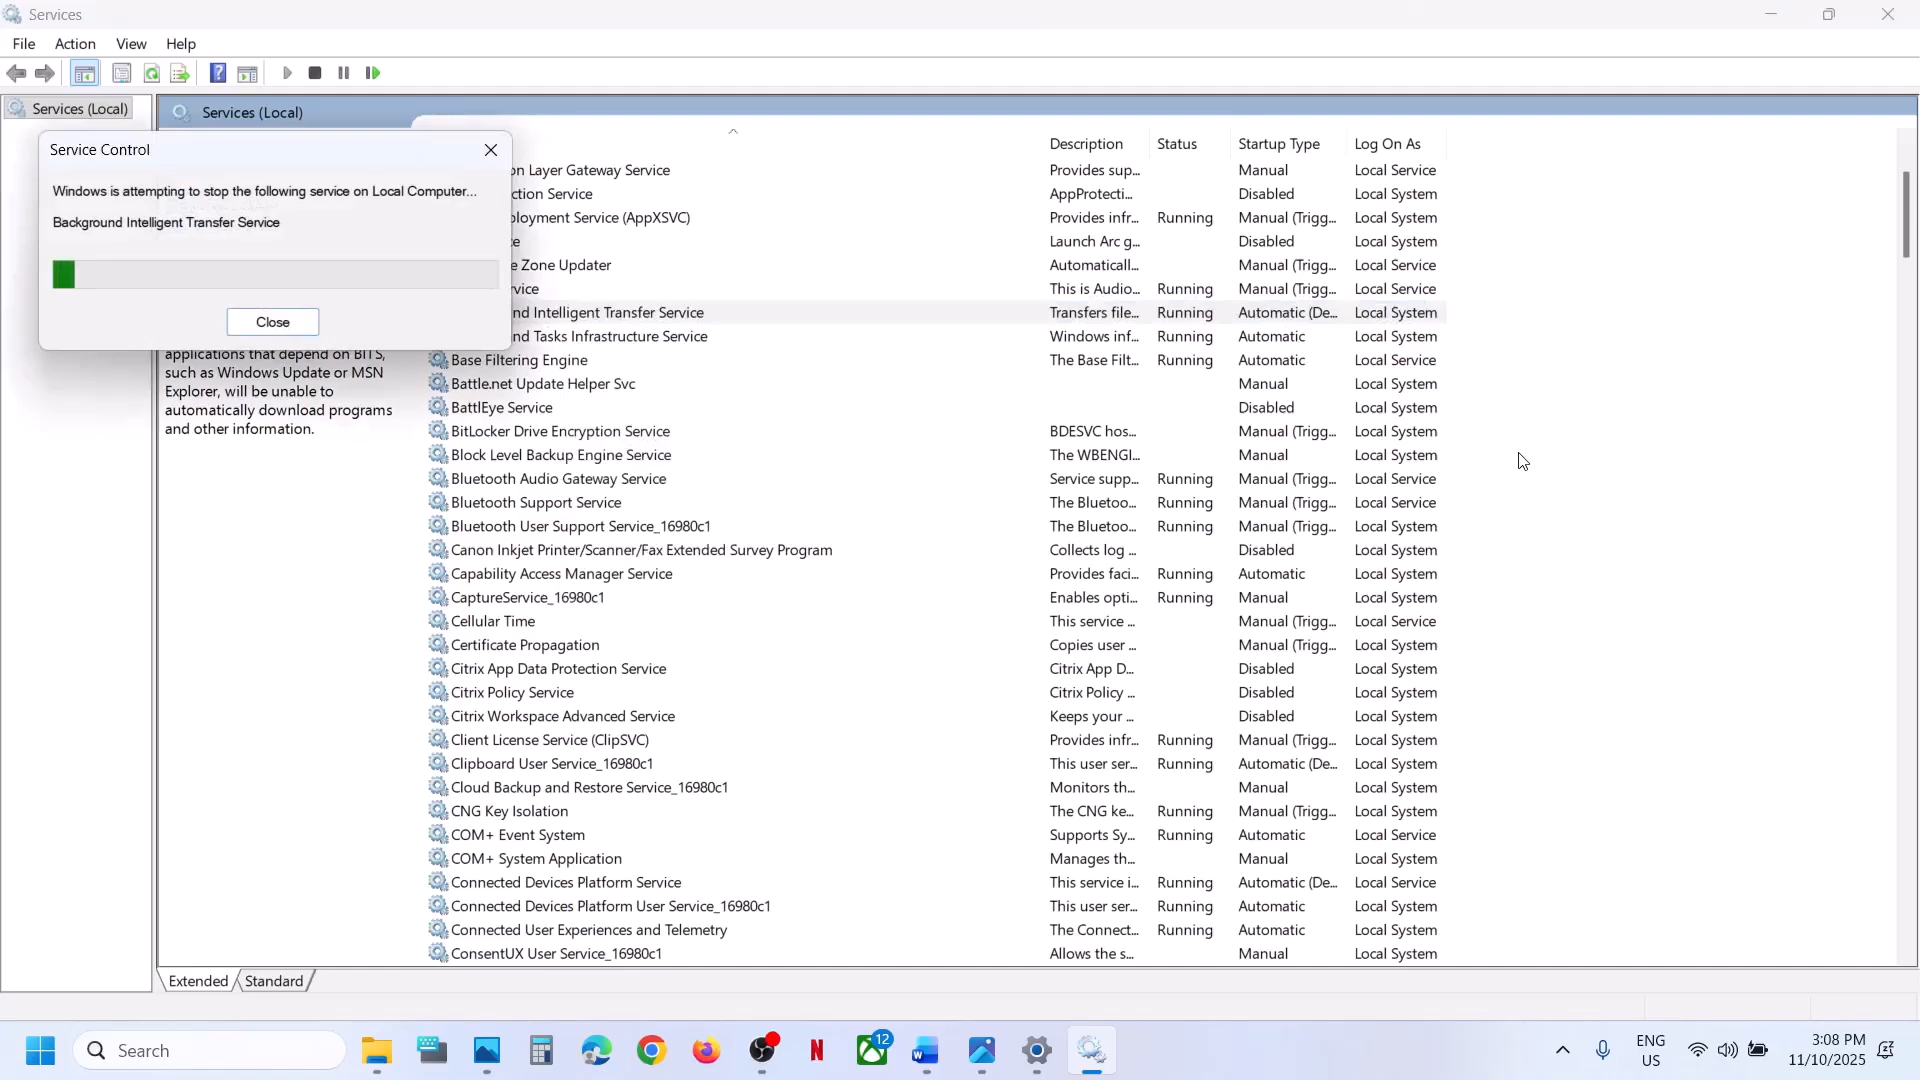 Services
File Action View Help
Services (Local)
Services (Local)
Service Control
Windows is attempting to stop the following service on Local Computer...
Background Intelligent Transfer Service
Close
applications that depend on BITS,
such as Windows Update or MSN
Explorer, will be unable to
automatically download programs
and other information.
Description Status Startup Type Log On As
on Layer Gateway Service Provides sup... Manual Local Service
ction Service AppProtecti... Disabled Local System
ployment Service (AppXSVC) Provides infr... Running Manual (Trigg... Local System
te Launch Arc g... Disabled Local System
e Zone Updater Automaticall... Manual (Trigg... Local Service
rvice This is Audio... Running Manual (Trigg... Local Service
nd Intelligent Transfer Service Transfers file... Running Automatic (De... Local System
nd Tasks Infrastructure Service Windows inf... Running Automatic Local System
Base Filtering Engine The Base Filt... Running Automatic Local Service
Battle.net Update Helper Svc Manual Local System
BattlEye Service Disabled Local System
BitLocker Drive Encryption Service BDESVC hos... Manual (Trigg... Local System
Block Level Backup Engine Service The WBENGI... Manual Local System
Bluetooth Audio Gateway Service Service supp... Running Manual (Trigg... Local Service
Bluetooth Support Service The Bluetoo... Running Manual (Trigg... Local Service
Bluetooth User Support Service_16980c1 The Bluetoo... Running Manual (Trigg... Local System
Canon Inkjet Printer/Scanner/Fax Extended Survey Program Collects log ... Disabled Local System
Capability Access Manager Service Provides faci... Running Automatic Local System
CaptureService_16980c1 Enables opti... Running Manual Local System
Cellular Time This service ... Manual (Trigg... Local Service
Certificate Propagation Copies user ... Manual (Trigg... Local System
Citrix App Data Protection Service Citrix App D... Disabled Local System
Citrix Policy Service Citrix Policy ... Disabled Local System
Citrix Workspace Advanced Service Keeps your ... Disabled Local System
Client License Service (ClipSVC) Provides infr... Running Manual (Trigg... Local System
Clipboard User Service_16980c1 This user ser... Running Automatic (De... Local System
Cloud Backup and Restore Service_16980c1 Monitors th... Manual Local System
CNG Key Isolation The CNG ke... Running Manual (Trigg... Local System
COM+ Event System Supports Sy... Running Automatic Local Service
COM+ System Application Manages th... Manual Local System
Connected Devices Platform Service This service i... Running Automatic (De... Local Service
Connected Devices Platform User Service_16980c1 This user ser... Running Automatic Local System
Connected User Experiences and Telemetry The Connect... Running Automatic Local System
ConsentUX User Service_16980c1 Allows the s... Manual Local System
Extended Standard
Search 12 ENG 3:08 PM
US 11/10/2025